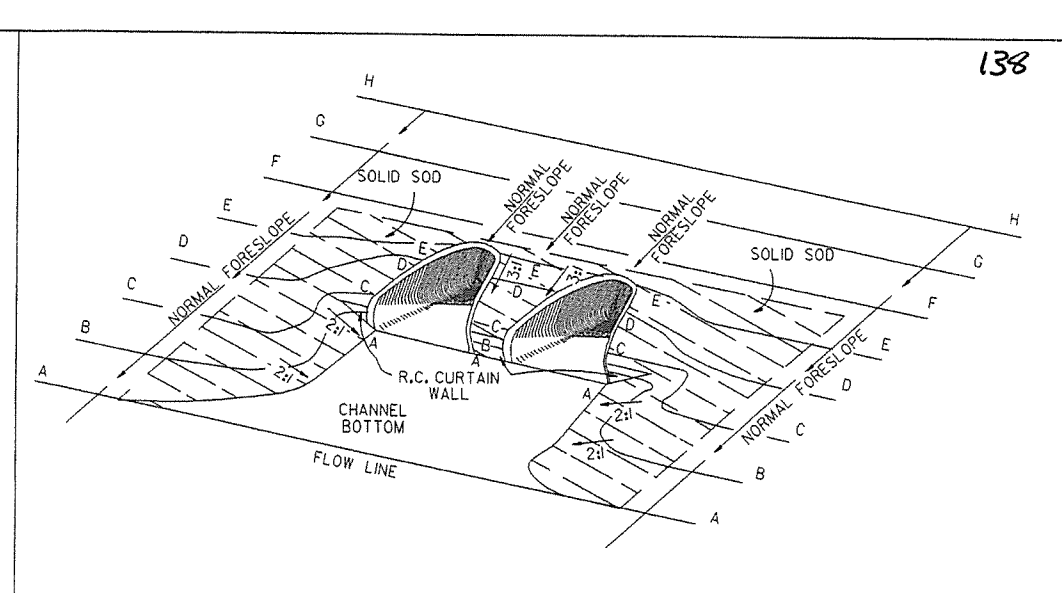 138
H
G
F
SOLID SOD
NORMAL
FORESLOPE
NORMAL
FORESLOPE
NORMAL
FORESLOPE
H
E
E
SOLID SOD
G
D
D
3:1
E
3:1
E
NORMAL FORESLOPE
C
C
D
F
B
2:1
C
D
E
A
B
C
A
A
2:1
R.C. CURTAIN
WALL
A
D
CHANNEL
BOTTOM
2:1
NORMAL FORESLOPE
C
2:1
FLOW LINE
B
A